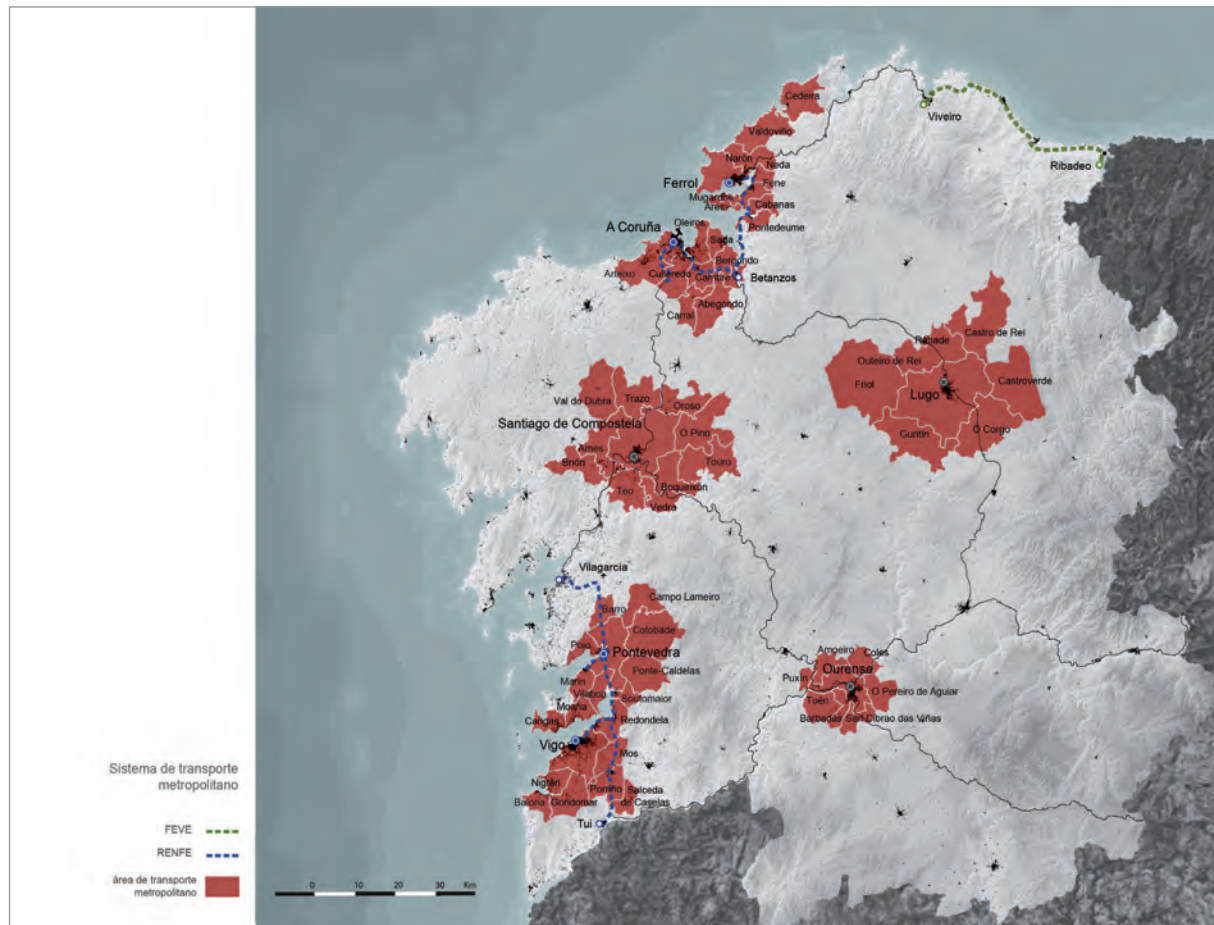 Cedeira
Valdoviño
Viveiro
Narón
Neda
Ribadeo
Ferrol
Fene
Mugardos
Ares
Cabanas
Oleiros
Pontedeume
A Coruña
Sada
Bergondo
Arteixo
Culleredo
Cambre
Betanzos
Abegondo
Carral
Castro de Rei
Rábade
Outeiro de Rei
Friol
Castroverde
Lugo
Val do Dubra
Trazo
Oroso
Santiago de Compostela
O Pino
Guntín
O Corgo
Ames
Brión
Touro
Teo
Boqueixón
Vedra
Vilagarcía
Campo Lameiro
Barro
Cotobade
Poio
Pontevedra
Amoeiro
Coles
Ourense
Ponte-Caldelas
Puxín
Marín
Vilaboa
Soutomaior
O Pereiro de Aguiar
Toén
Moaña
Cangas
Redondela
Barbadás
San Cibrao das Viñas
Vigo
Mos
Sistema de transporte
metropolitano
Nigrán
Porriño
Salceda
de Caselas
Baiona
Gondomar
Tui
FEVE
RENFE
área de transporte
metropolitano
0 10 20 30 Km